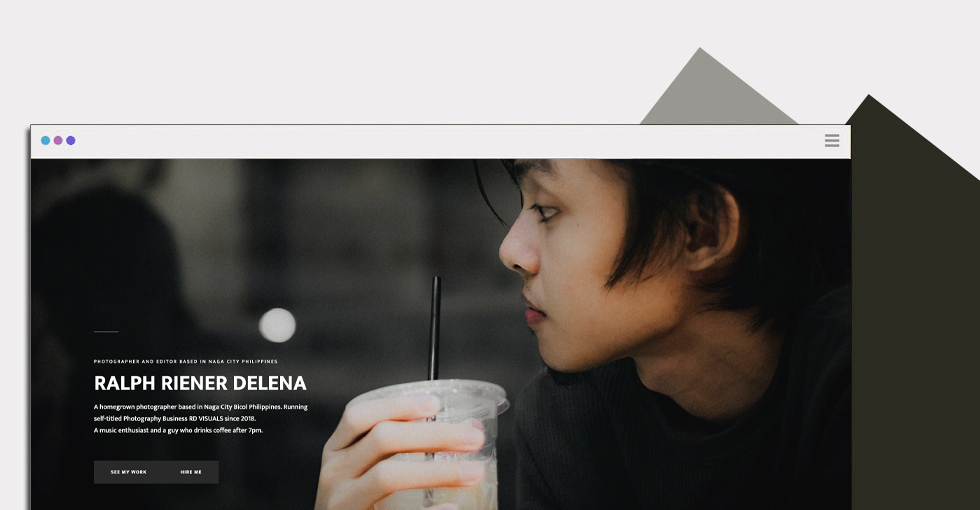 PHOTOGRAPHER AND EDITOR BASED IN NAGA CITY PHILIPPINES
RALPH RIENER DELENA
A homegrown photographer based in Naga City Bicol Philippines. Running
self-titled Photography Business RD VISUALS since 2018.
A music enthusiast and a guy who drinks coffee after 7pm.
SEE MY WORK HIRE ME